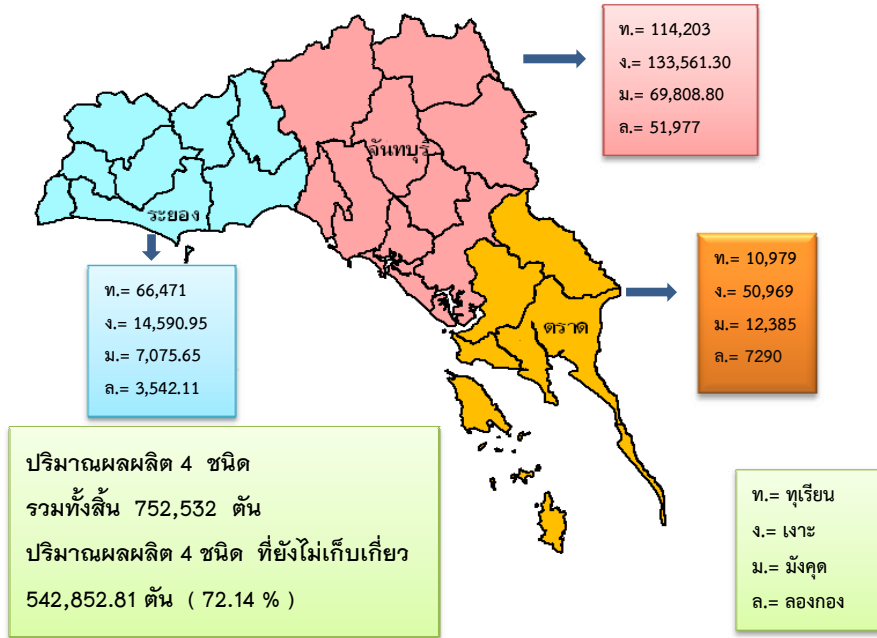 ท.= 114,203
ง.= 133,561.30
ม.= 69,808.80
ล.= 51,977
จันทบุรี
ระยอง
ท.= 66,471
ง.= 14,590.95
ม.= 7,075.65
ล.= 3,542.11
ท.= 10,979
ง.= 50,969
ม.= 12,385
ล.= 7290
ตราด
ปริมาณผลผลิต 4 ชนิด
รวมทั้งสิ้น 752,532 ตัน
ปริมาณผลผลิต 4 ชนิด ที่ยังไม่เก็บเกี่ยว
542,852.81 ตัน ( 72.14 % )
ท.= ทุเรียน
ง.= เงาะ
ม.= มังคุด
ล.= ลองกอง